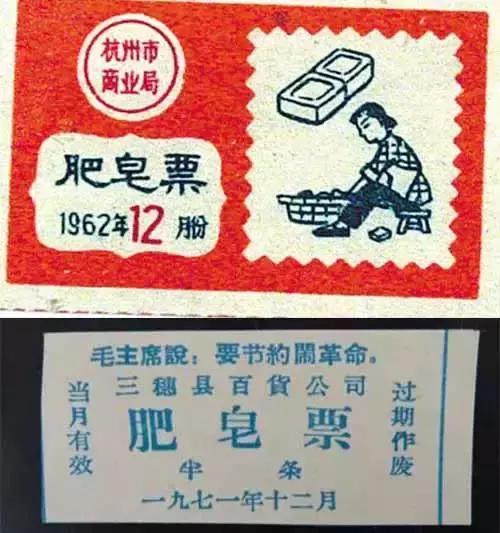 杭州市
商业局
肥皂票
1962年12月份
毛主席說：要节約鬧革命。
三穗县百貨公司
当月有效
肥皂票
过期作废
半条
一九七一年十二月